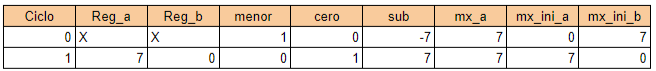 Ciclo Reg_a Reg_b menor cero sub mx_a mx_ini_a mx_ini_b
0 X X 1 0 -7 7 0 7
1 7 0 0 1 7 7 7 0